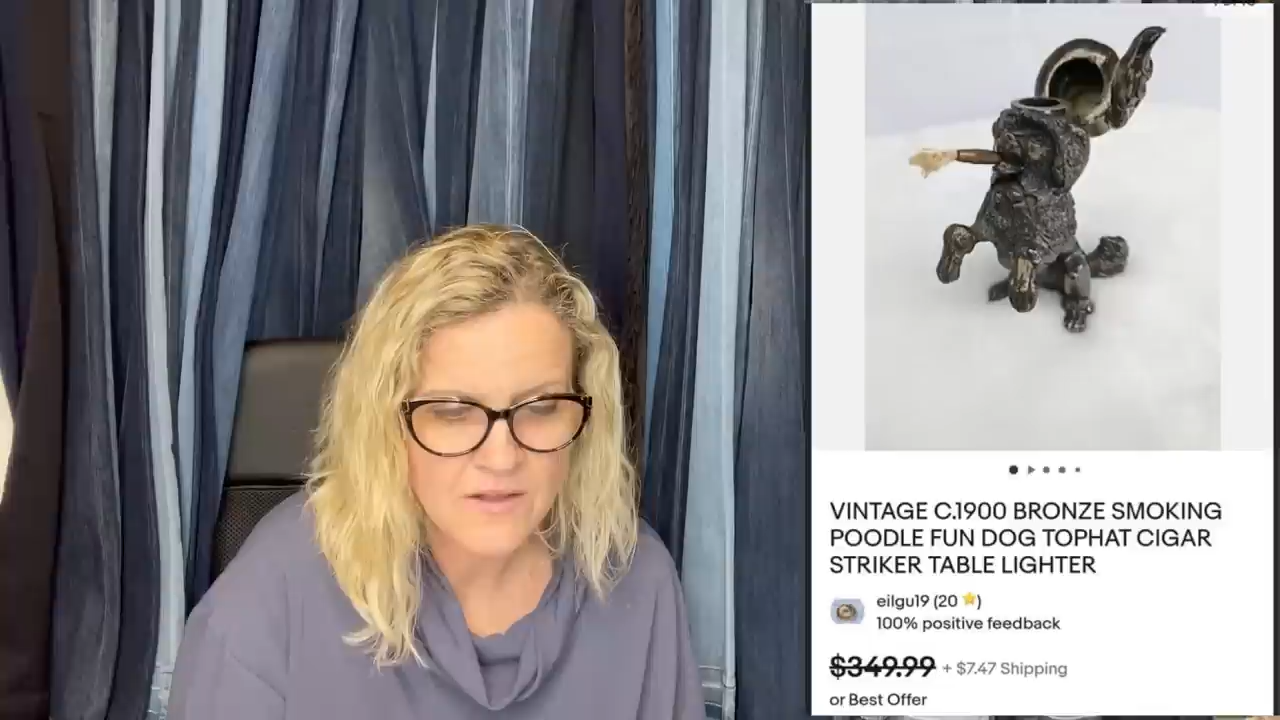 VINTAGE C.1900 BRONZE SMOKING
POODLE FUN DOG TOPHAT CIGAR
STRIKER TABLE LIGHTER
eilgu19 (20 ⭐)
100% positive feedback
$349.99 + $7.47 Shipping
or Best Offer